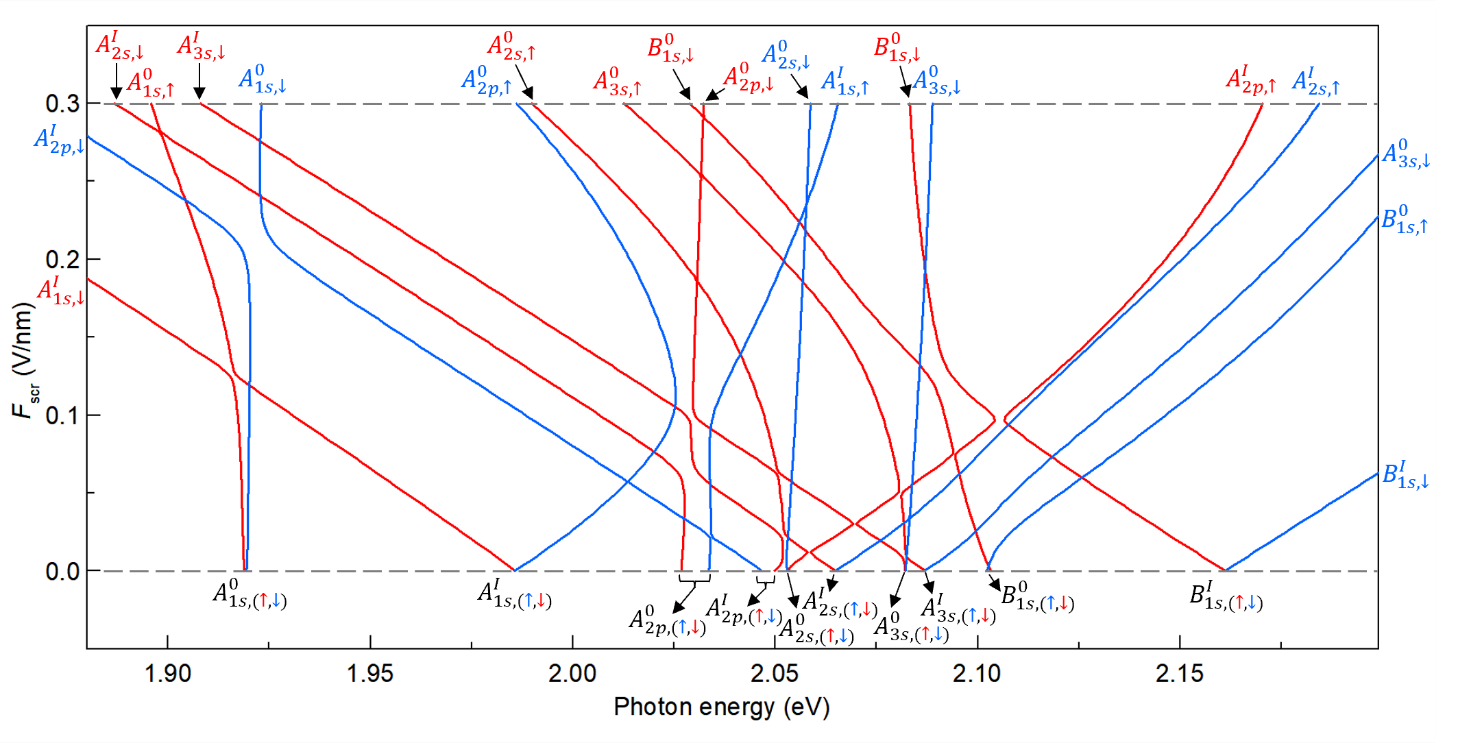 A^I_{2s,↓} A^I_{3s,↓} A^0_{2s,↑} B^0_{1s,↓} A^0_{2s,↓} B^0_{1s,↓}
A^0_{1s,↑} A^0_{1s,↓} A^0_{2p,↑} A^0_{3s,↑} A^0_{2p,↓} A^I_{1s,↑} A^0_{3s,↓} A^I_{2p,↑} A^I_{2s,↑}
0.3
A^I_{2p,↓}
A^0_{3s,↓}
B^0_{1s,↑}
0.2
A^I_{1s,↓}
F_{scr} (V/nm)
0.1
B^I_{1s,↓}
0.0
A^0_{1s,(↑,↓)} A^I_{1s,(↑,↓)} A^0_{2p,(↑,↓)} A^I_{2p,(↑,↓)} A^0_{2s,(↑,↓)} A^I_{2s,(↑,↓)} A^0_{3s,(↑,↓)} A^I_{3s,(↑,↓)} B^0_{1s,(↑,↓)} B^I_{1s,(↑,↓)}
1.90 1.95 2.00 2.05 2.10 2.15
Photon energy (eV)